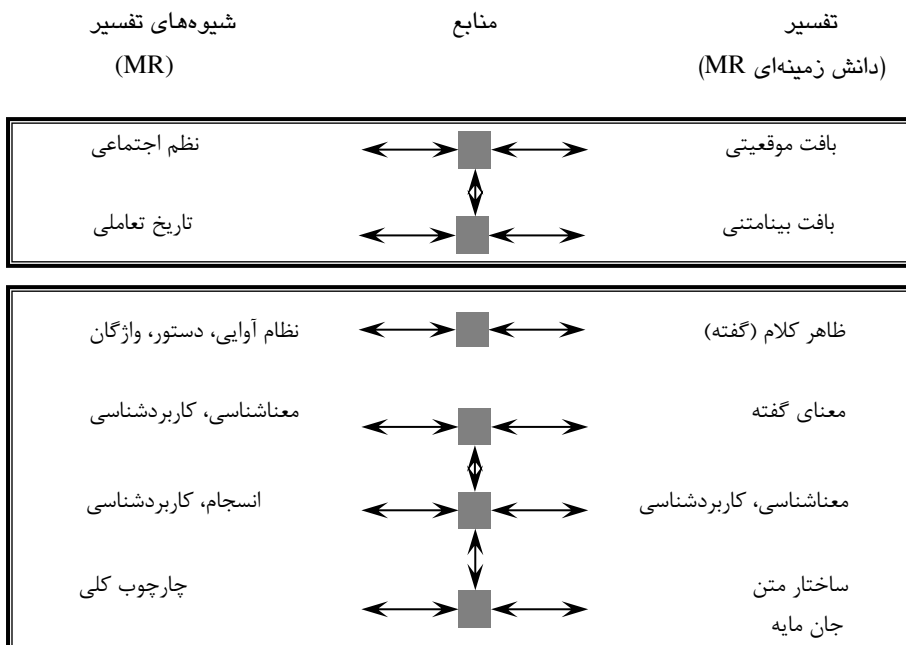 تفسیر منابع شیوه‌های تفسیر
(دانش زمینه‌ای MR) (MR)
بافت موقعیتی نظم اجتماعی
بافت بینامتنی تاریخ تعاملی
ظاهر کلام (گفته) نظام آوایی، دستور، واژگان
معنای گفته معناشناسی، کاربردشناسی
معناشناسی، کاربردشناسی انسجام، کاربردشناسی
ساختار متن چارچوب کلی
جان مایه